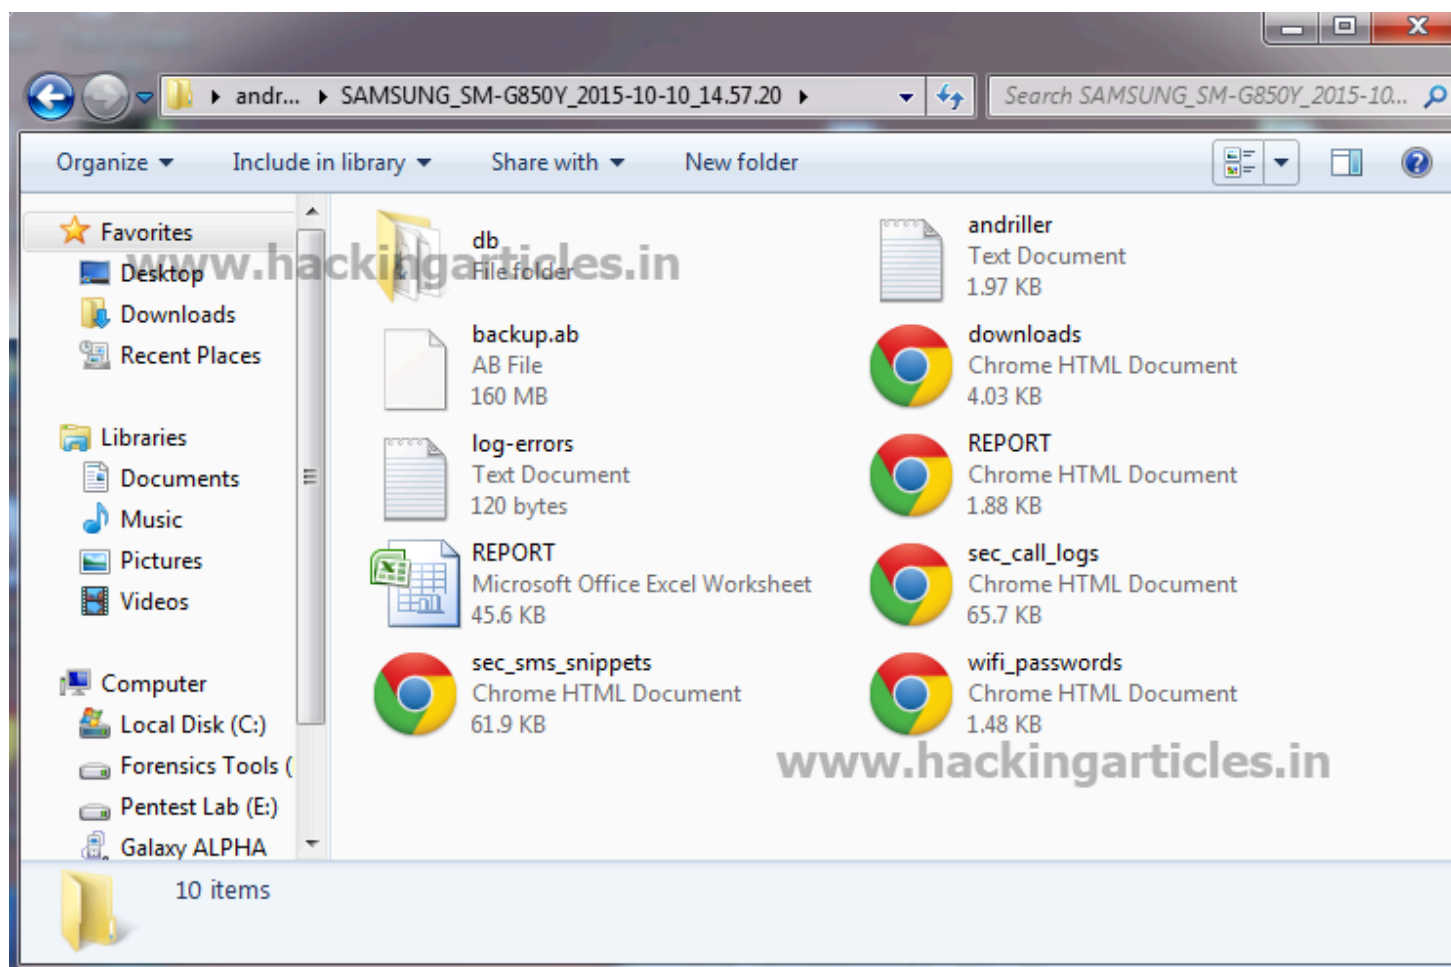 andr... SAMSUNG_SM-G850Y_2015-10-10_14.57.20
Search SAMSUNG_SM-G850Y_2015-10...
Organize Include in library Share with New folder
Favorites
Desktop
Downloads
Recent Places
Libraries
Documents
Music
Pictures
Videos
Computer
Local Disk (C:)
Forensics Tools (
Pentest Lab (E:)
Galaxy ALPHA
www.hackingarticles.in
db
File folder
andriller
Text Document
1.97 KB
backup.ab
AB File
160 MB
downloads
Chrome HTML Document
4.03 KB
log-errors
Text Document
120 bytes
REPORT
Chrome HTML Document
1.88 KB
REPORT
Microsoft Office Excel Worksheet
45.6 KB
sec_call_logs
Chrome HTML Document
65.7 KB
sec_sms_snippets
Chrome HTML Document
61.9 KB
wifi_passwords
Chrome HTML Document
1.48 KB
www.hackingarticles.in
10 items